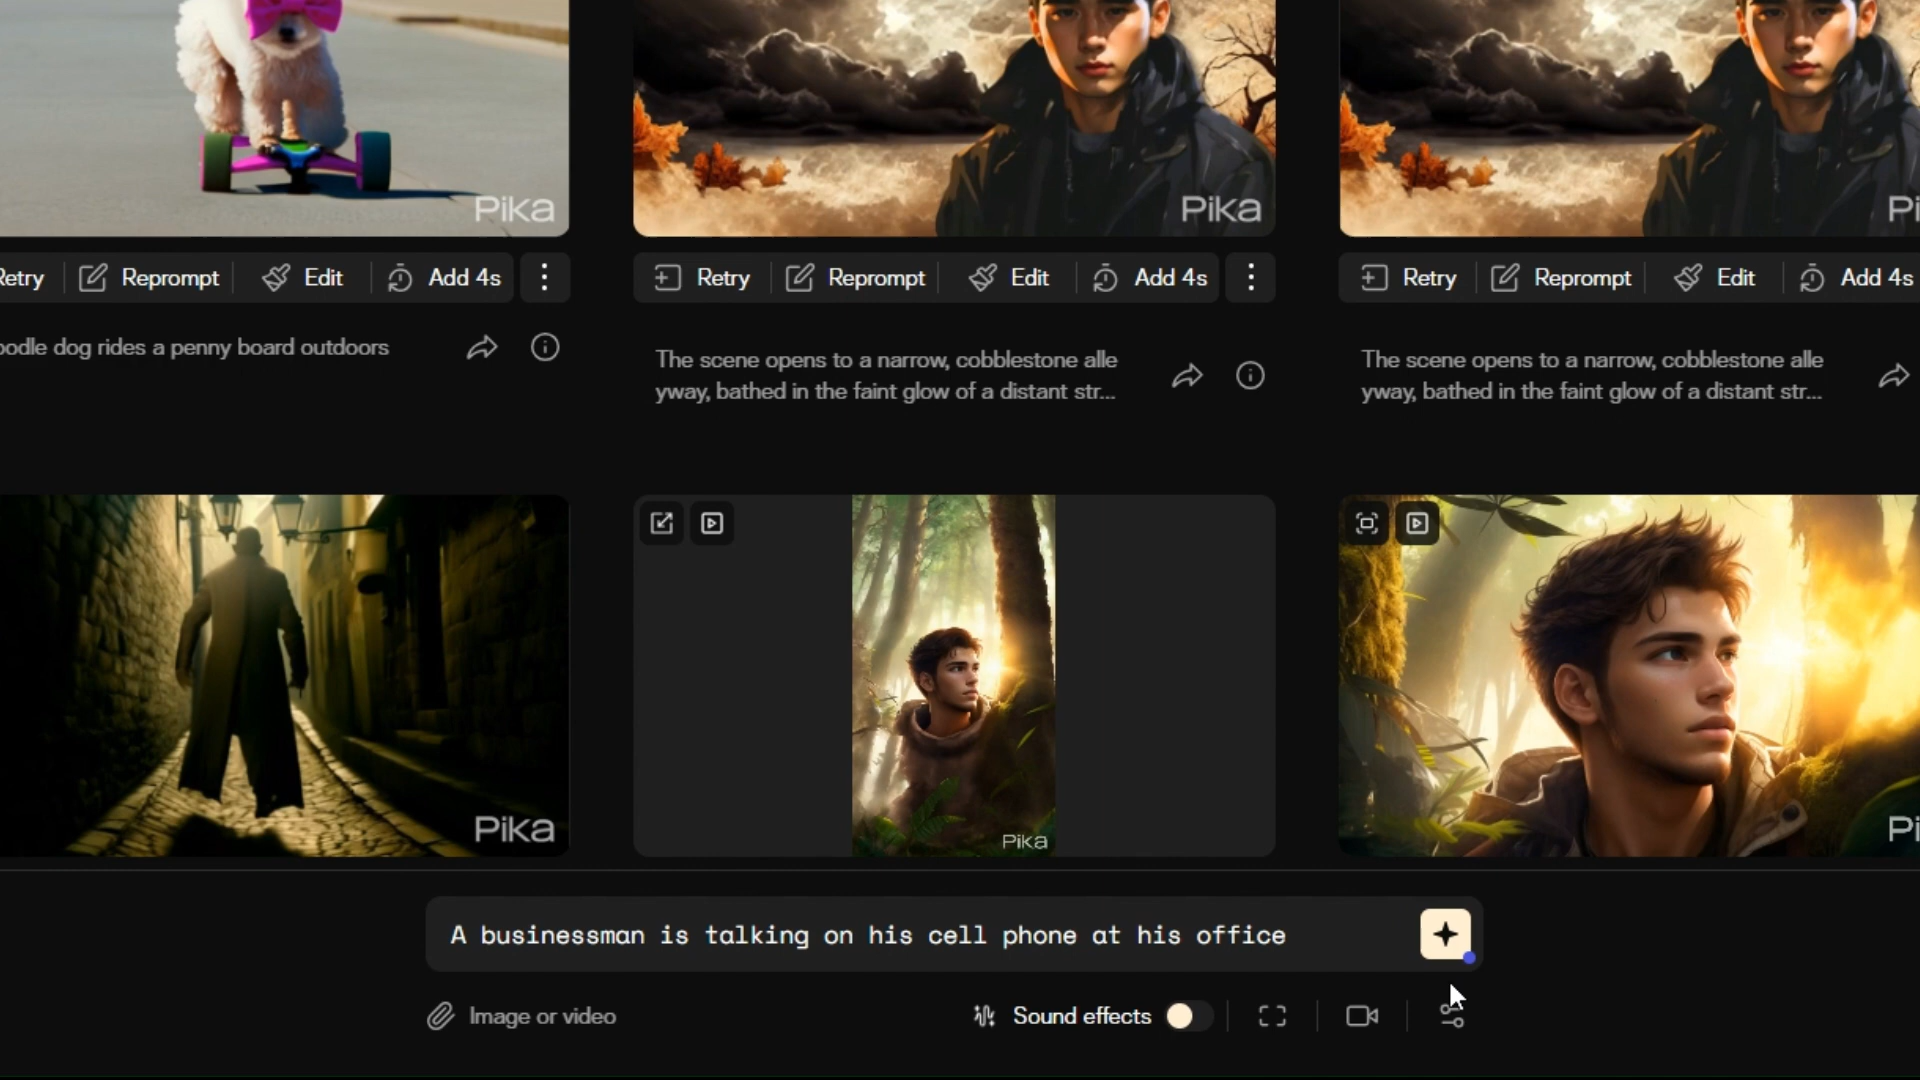 Pika
Pika
Pi
Retry
Reprompt
Edit
Add 4s
Retry
Reprompt
Edit
Add 4s
Retry
Reprompt
Edit
Add 4s
oodle dog rides a penny board outdoors
The scene opens to a narrow, cobblestone alle
yway, bathed in the faint glow of a distant str...
The scene opens to a narrow, cobblestone alle
yway, bathed in the faint glow of a distant str...
Pika
Pika
Pi
A businessman is talking on his cell phone at his office
Image or video
Sound effects